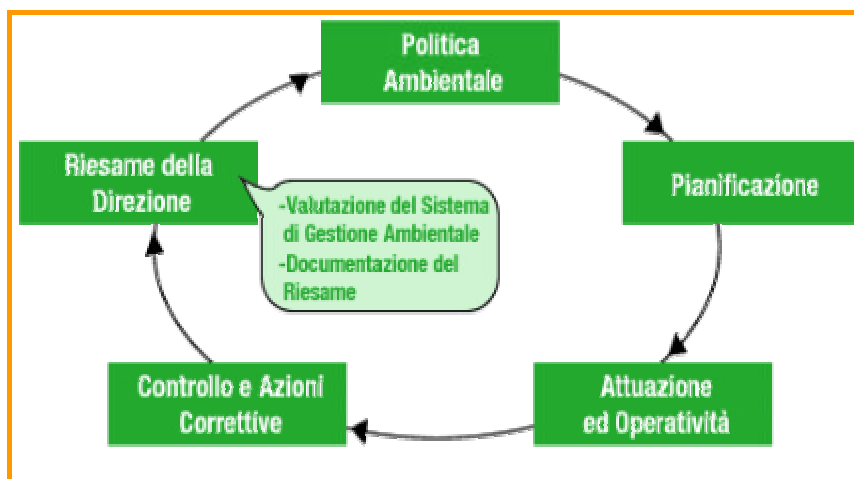 Politica
Ambientale
Riesame della
Direzione
Pianificazione
-Valutazione del Sistema
di Gestione Ambientale
-Documentazione del
Riesame
Controllo e Azioni
Correttive
Attuazione
ed Operatività